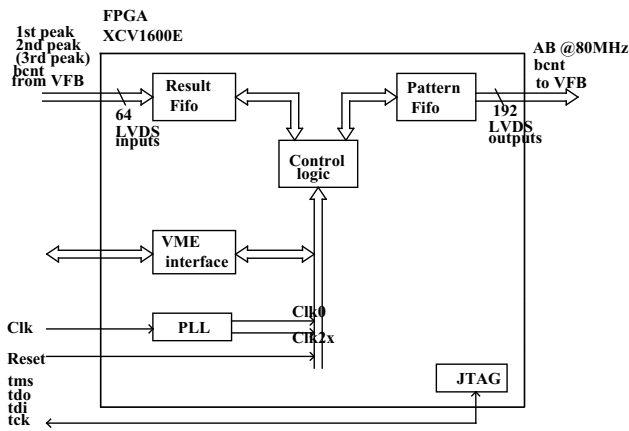 FPGA
XCV1600E
1st peak
2nd peak
(3rd peak)
bcnt
from VFB
64
LVDS
inputs
Result
Fifo
Pattern
Fifo
AB @80MHz
bcnt
to VFB
192
LVDS
outputs
Control
logic
VME
interface
Clk
PLL
Clk0
Clk2x
Reset
tms
tdo
tdi
tck
JTAG